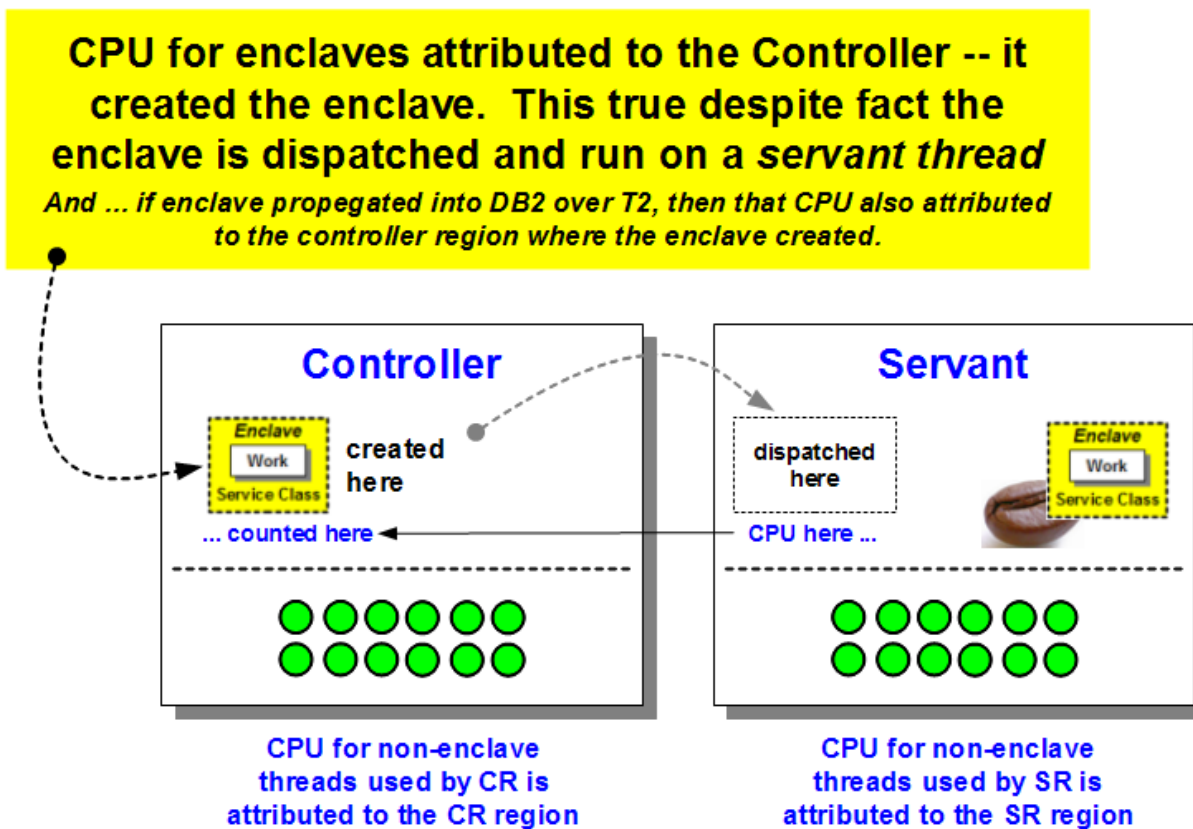 CPU for enclaves attributed to the Controller -- it
created the enclave.  This true despite fact the
enclave is dispatched and run on a servant thread
And ... if enclave propegated into DB2 over T2, then that CPU also attributed
to the controller region where the enclave created.
Controller
Enclave
Work
Service Class
created
here
... counted here
Servant
dispatched
here
CPU here ...
Enclave
Work
Service Class
CPU for non-enclave
threads used by CR is
attributed to the CR region
CPU for non-enclave
threads used by SR is
attributed to the SR region